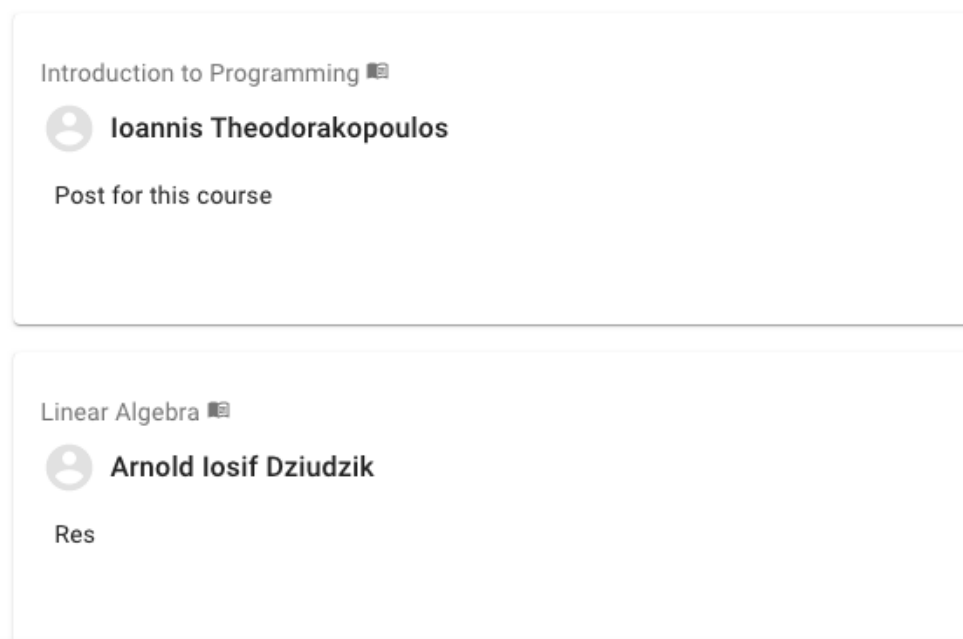 Introduction to Programming
Ioannis Theodorakopoulos
Post for this course
Linear Algebra
Arnold Iosif Dziudzik
Res